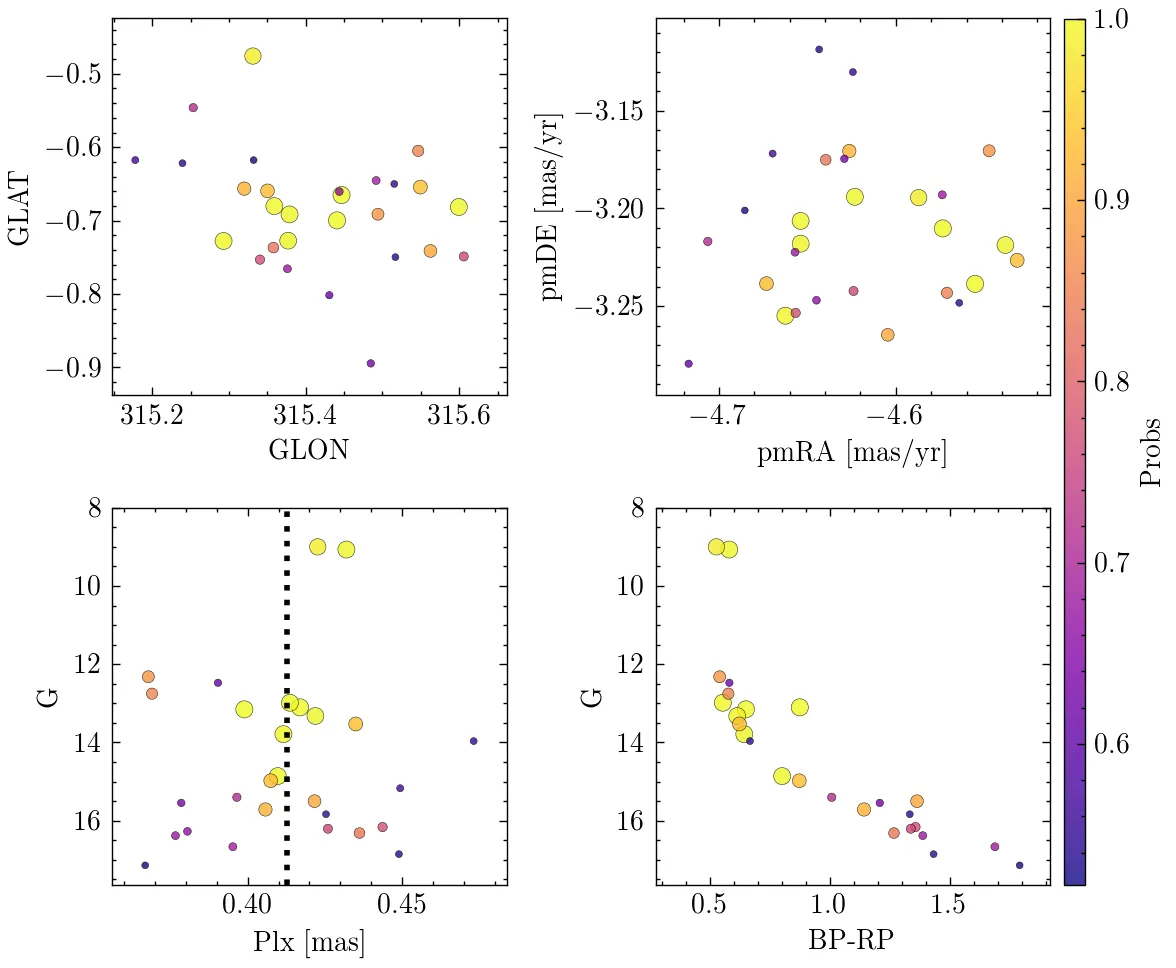 GLAT
−0.5
−0.6
−0.7
−0.8
−0.9
315.2 315.4 315.6
GLON
pmDE [mas/yr]
−3.15
−3.20
−3.25
−4.7 −4.6
pmRA [mas/yr]
1.0
0.9
0.8
0.7
0.6
Probs
G
8
10
12
14
16
0.40 0.45
Plx [mas]
G
8
10
12
14
16
0.5 1.0 1.5
BP-RP